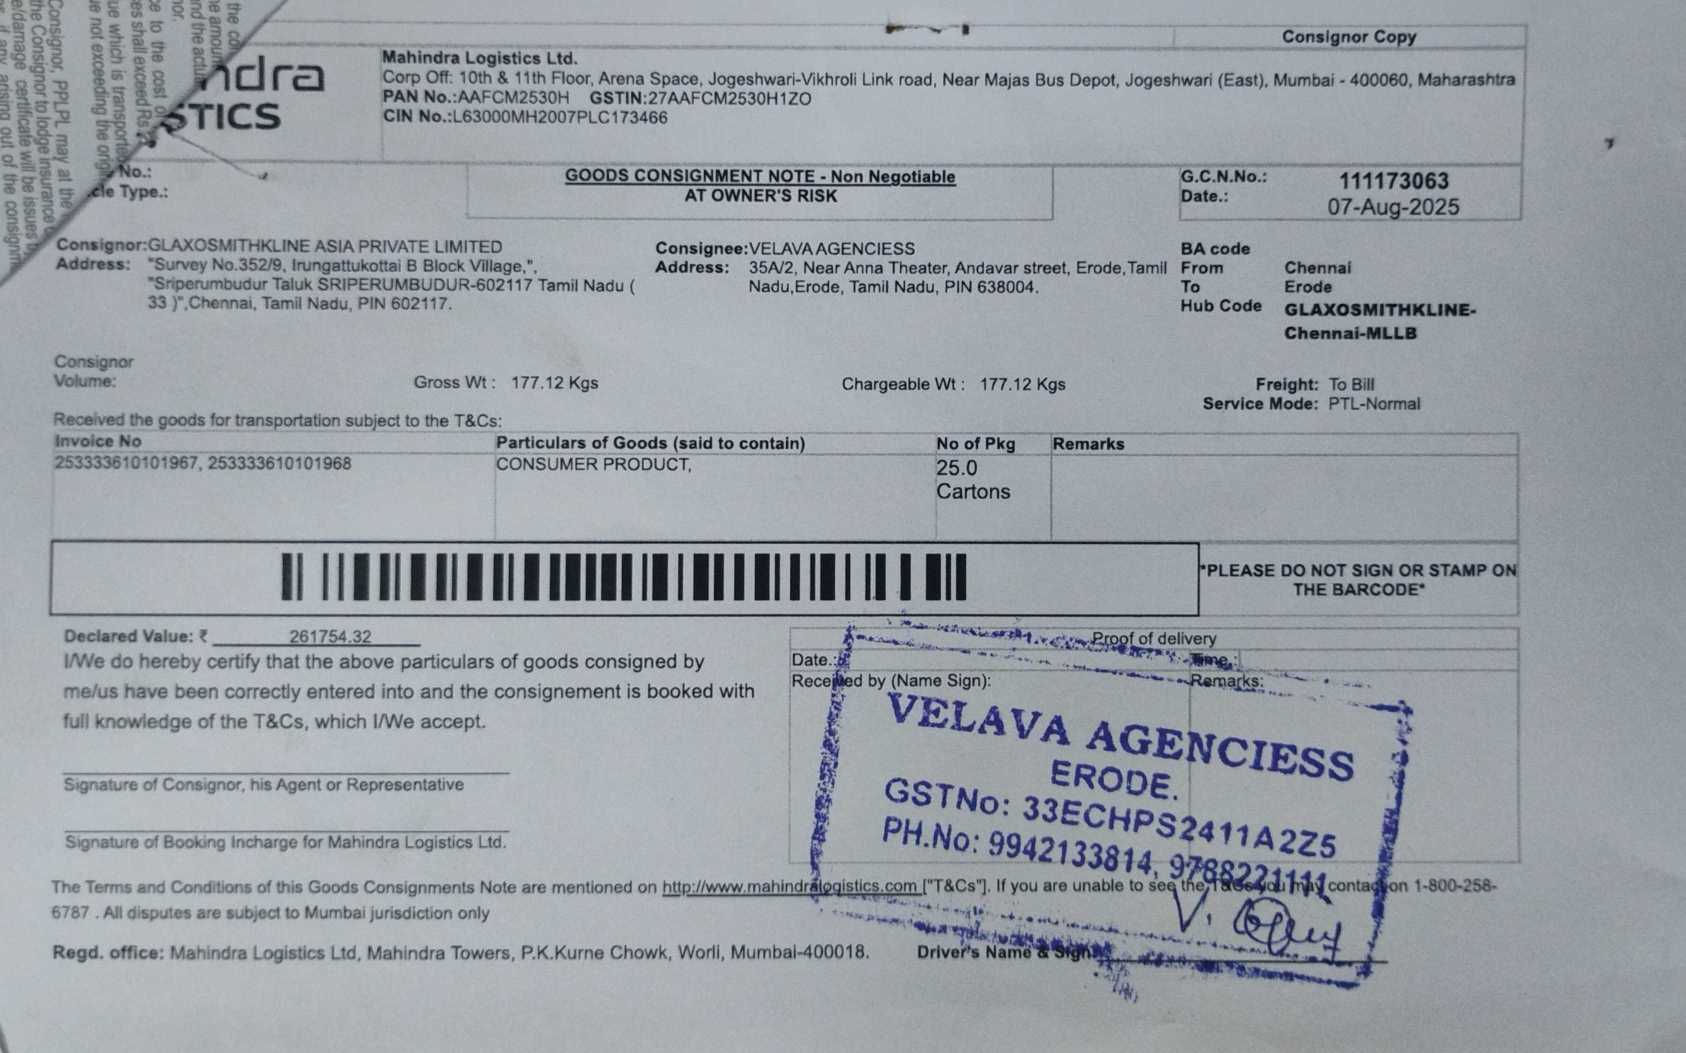 Consignor Copy
ndra
STICS
Mahindra Logistics Ltd.
Corp Off: 10th & 11th Floor, Arena Space, Jogeshwari-Vikhroli Link road, Near Majas Bus Depot, Jogeshwari (East), Mumbai - 400060, Maharashtra
PAN No.:AAFCM2530H GSTIN:27AAFCM2530H1ZO
CIN No.:L63000MH2007PLC173466
No.:
cle Type.:
GOODS CONSIGNMENT NOTE - Non Negotiable
AT OWNER'S RISK
G.C.N.No.: 111173063
Date.: 07-Aug-2025
Consignor:GLAXOSMITHKLINE ASIA PRIVATE LIMITED
Address: "Survey No.352/9, Irungattukottai B Block Village,",
"Sriperumbudur Taluk SRIPERUMBUDUR-602117 Tamil Nadu (
33 )",Chennai, Tamil Nadu, PIN 602117.
Consignee:VELAVA AGENCIESS
Address: 35A/2, Near Anna Theater, Andavar street, Erode,Tamil
Nadu,Erode, Tamil Nadu, PIN 638004.
BA code
From Chennai
To Erode
Hub Code GLAXOSMITHKLINE-
Chennai-MLLB
Consignor
Volume:
Gross Wt : 177.12 Kgs
Chargeable Wt : 177.12 Kgs
Freight: To Bill
Service Mode: PTL-Normal
Received the goods for transportation subject to the T&Cs:
Invoice No Particulars of Goods (said to contain) No of Pkg Remarks
253333610101967, 253333610101968 CONSUMER PRODUCT, 25.0
Cartons
*PLEASE DO NOT SIGN OR STAMP ON
THE BARCODE*
Declared Value: ₹ 261754.32
I/We do hereby certify that the above particulars of goods consigned by
me/us have been correctly entered into and the consignement is booked with
full knowledge of the T&Cs, which I/We accept.
Signature of Consignor, his Agent or Representative
Signature of Booking Incharge for Mahindra Logistics Ltd.
Proof of delivery
Date.: Time.:
Received by (Name Sign): Remarks:
VELAVA AGENCIESS
ERODE.
GSTNo: 33ECHPS2411A2Z5
PH.No: 9942133814, 9788221111
The Terms and Conditions of this Goods Consignments Note are mentioned on http://www.mahindralogistics.com ["T&Cs"]. If you are unable to see the T&Cs you may contact on 1-800-258-
6787 . All disputes are subject to Mumbai jurisdiction only
Regd. office: Mahindra Logistics Ltd, Mahindra Towers, P.K.Kurne Chowk, Worli, Mumbai-400018.
Driver's Name & Sign